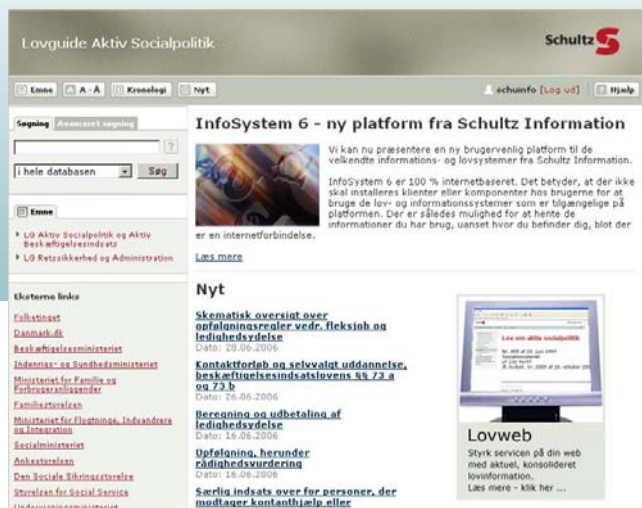 Lovguide Aktiv Socialpolitik
Schultz
Emne
A - Å
Kronologi
Nyt
schuinfo [Log ud]
Hjælp
Søgning
Avanceret søgning
?
i hele databasen
Søg
Emne
LG Aktiv Socialpolitik og Aktiv
Beskæftigelsesindsats
LG Retssikkerhed og Administration
Eksterne links
Folketinget
Danmark.dk
Beskæftigelsesministeriet
Indenrigs- og Sundhedsministeriet
Ministeriet for Familie og
Forbrugeranliggender
Familiestyrelsen
Ministeriet for Flygtninge, Indvandrere
og Integration
Socialministeriet
Ankestyrelsen
Den Sociale Sikringsstyrelse
Styrelsen for Social Service
Undervisningsministeriet
InfoSystem 6 - ny platform fra Schultz Information
Vi kan nu præsentere en ny brugervenlig platform til de
velkendte informations- og lovsystemer fra Schultz Information.
InfoSystem 6 er 100 % internetbaseret. Det betyder, at der ikke
skal installeres klienter eller komponenter hos brugerne for at
bruge de lov- og informationssystemer som er tilgængelige på
platformen. Der er således mulighed for at hente de
informationer du har brug, uanset hvor du befinder dig, blot der
er en internetforbindelse.
Læs mere
Nyt
Skematisk oversigt over
opfølgningsregler vedr. fleksjob og
ledighedsydelse
Dato: 28.06.2006
Kontaktforløb og selvvalgt uddannelse,
beskæftigelsesindsatslovens §§ 73 a
og 73 b
Dato: 26.06.2006
Beregning og udbetaling af
ledighedsydelse
Dato: 16.06.2006
Opfølgning, herunder
rådighedsvurdering
Dato: 16.06.2006
Særlig indsats over for personer, der
modtager kontanthjælp eller
Lov om aktiv socialpolitik
Lovweb
Styrk servicen på din web
med aktuel, konsolideret
lovinformation.
Læs mere - klik her ...